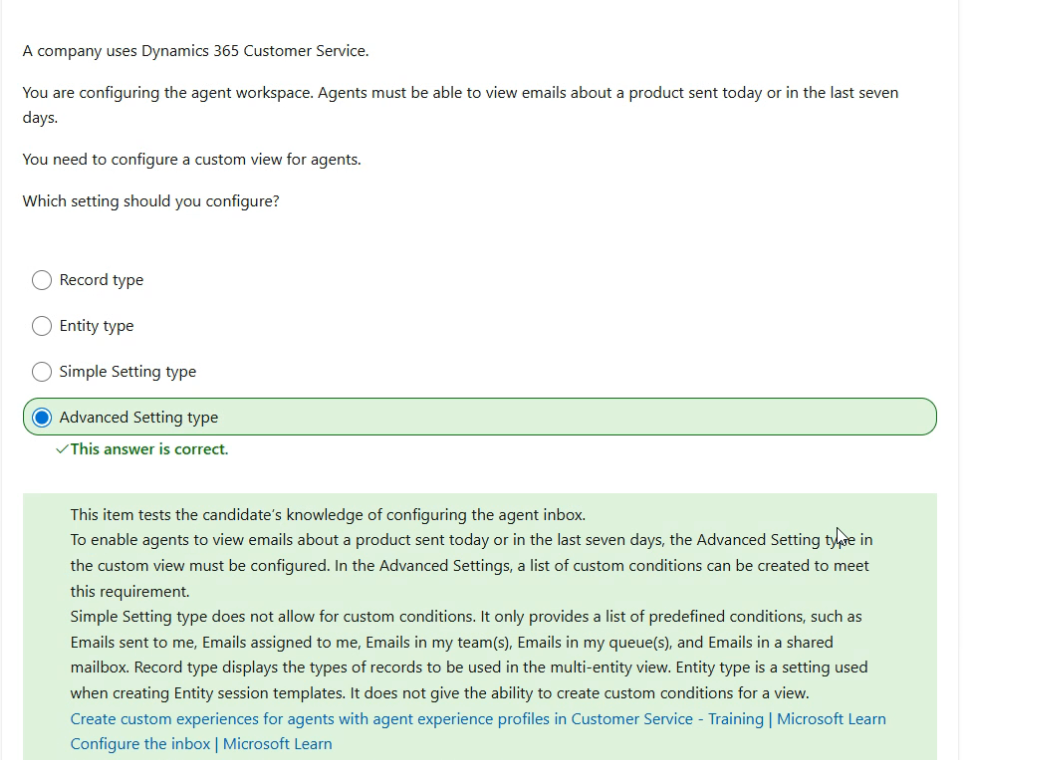 A company uses Dynamics 365 Customer Service.
You are configuring the agent workspace. Agents must be able to view emails about a product sent today or in the last seven
days.
You need to configure a custom view for agents.
Which setting should you configure?
Record type
Entity type
Simple Setting type
Advanced Setting type
✓This answer is correct.
This item tests the candidate's knowledge of configuring the agent inbox.
To enable agents to view emails about a product sent today or in the last seven days, the Advanced Setting type in
the custom view must be configured. In the Advanced Settings, a list of custom conditions can be created to meet
this requirement.
Simple Setting type does not allow for custom conditions. It only provides a list of predefined conditions, such as
Emails sent to me, Emails assigned to me, Emails in my team(s), Emails in my queue(s), and Emails in a shared
mailbox. Record type displays the types of records to be used in the multi-entity view. Entity type is a setting used
when creating Entity session templates. It does not give the ability to create custom conditions for a view.
Create custom experiences for agents with agent experience profiles in Customer Service - Training | Microsoft Learn
Configure the inbox | Microsoft Learn